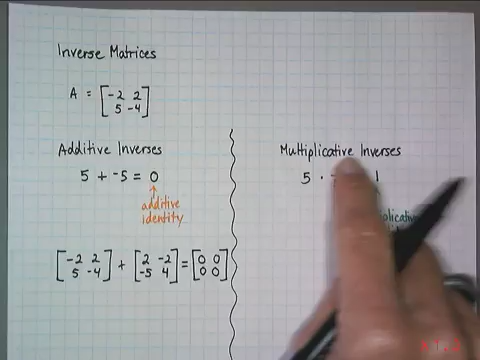 Inverse Matrices
A = [-2 2
5 -4]
Additive Inverses
5 + -5 = 0
additive
identity
[-2 2
5 -4] + [2 -2
-5 4] = [0 0
0 0]
Multiplicative Inverses
5 · 1